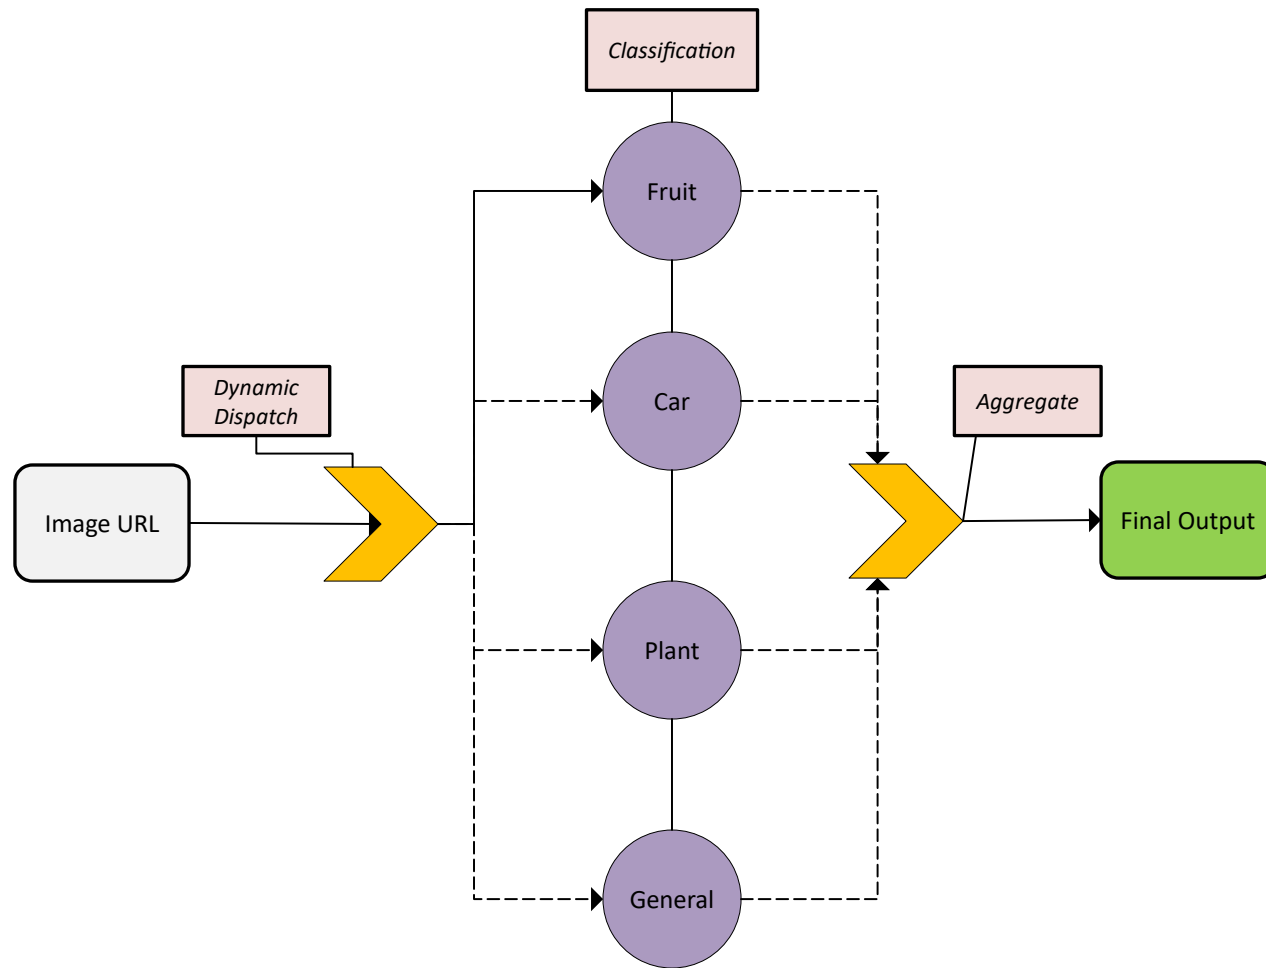 Classification
Fruit
Dynamic
Dispatch
Car
Aggregate
Image URL
Final Output
Plant
General